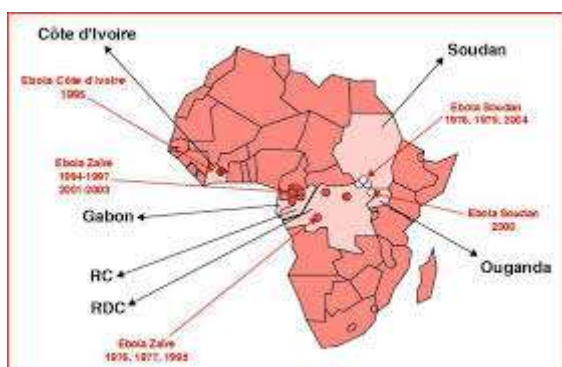 Côte d'Ivoire
Soudan
Ebola Côte d'Ivoire
1995
Ebola Soudan
1976, 1979, 2004
Ebola Zaïre
1994-1997
2001-2003
Gabon
Ebola Soudan
2000
Ouganda
RC
RDC
Ebola Zaïre
1976, 1977, 1995